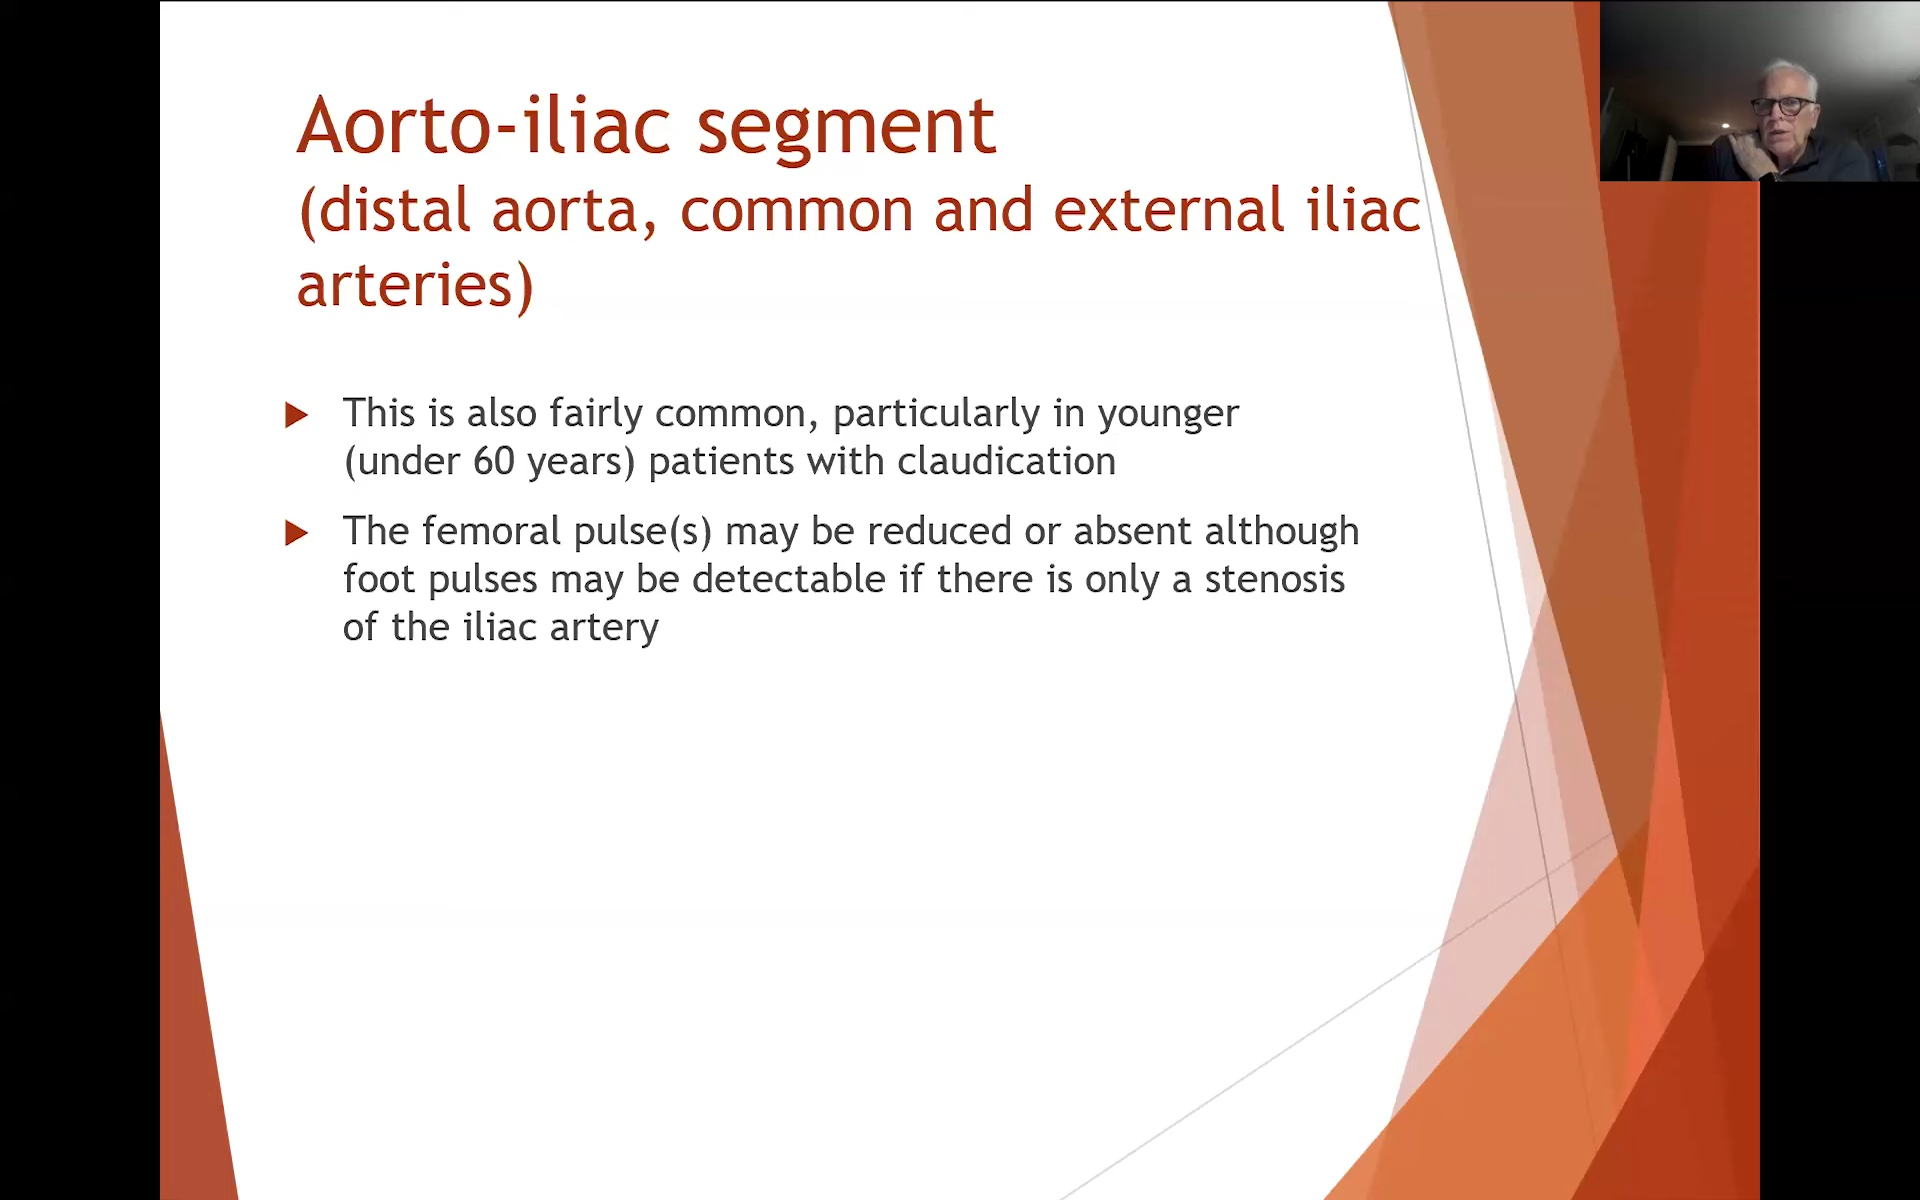 Aorto-iliac segment
(distal aorta, common and external iliac
arteries)
This is also fairly common, particularly in younger
(under 60 years) patients with claudication
The femoral pulse(s) may be reduced or absent although
foot pulses may be detectable if there is only a stenosis
of the iliac artery